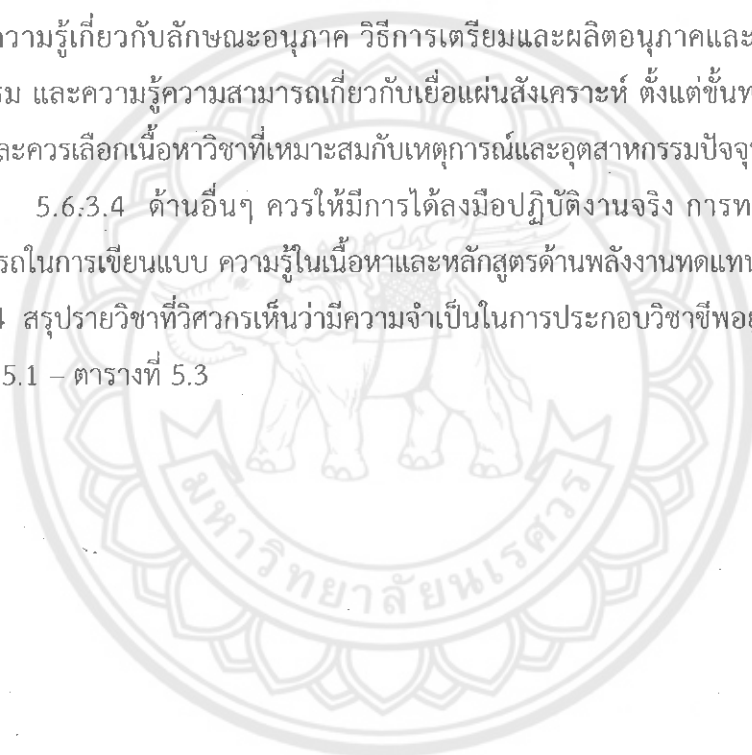 ความรู้เกี่ยวกับลักษณะอนุภาค วิธีการเตรียมและผลิตอนุภาคและ
รม และความรู้ความสามารถเกี่ยวกับเยื่อแผ่นสังเคราะห์ ตั้งแต่ขั้นท
ละควรเลือกเนื้อหาวิชาที่เหมาะสมกับเหตุการณ์และอุตสาหกรรมปัจจุ
5.6.3.4 ด้านอื่นๆ ควรให้มีการได้ลงมือปฏิบัติงานจริง การท
รถในการเขียนแบบ ความรู้ในเนื้อหาและหลักสูตรด้านพลังงานทดแทน
4 สรุปรายวิชาที่วิศวกรเห็นว่ามีความจำเป็นในการประกอบวิชาชีพอย
5.1 – ตารางที่ 5.3
มหาวิทยาลัยนเรศวร